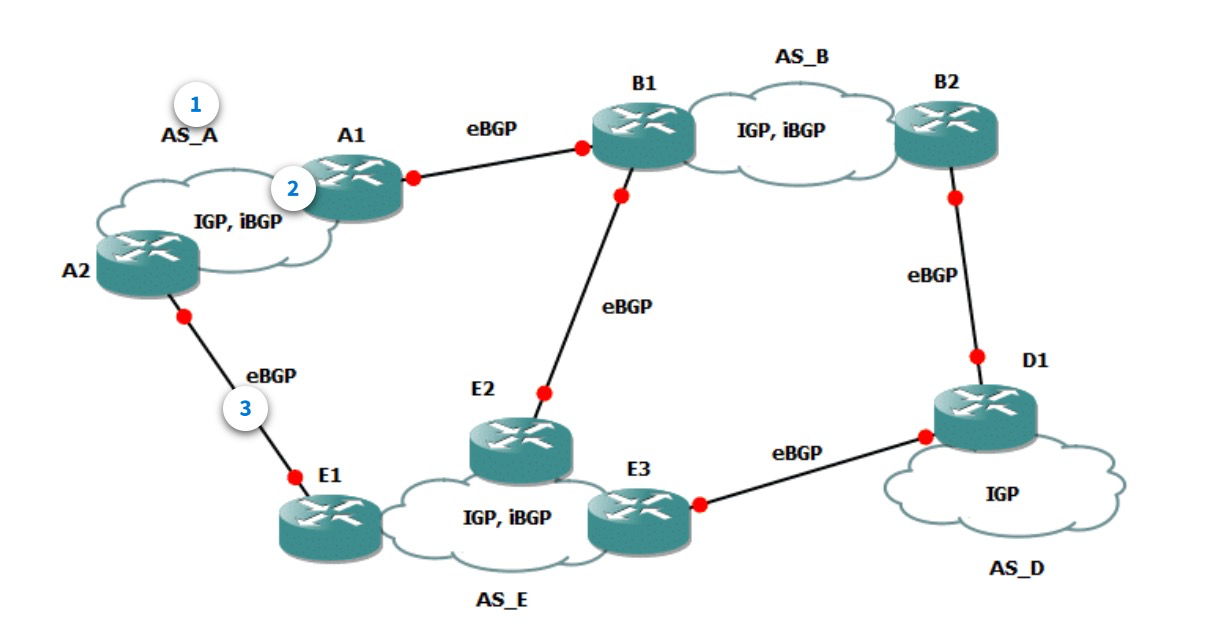 AS_B
B1
B2
1
AS_A
A1
eBGP
IGP, iBGP
2
IGP, iBGP
A2
eBGP
eBGP
D1
eBGP
3
E2
eBGP
E1
E3
IGP, iBGP
IGP
AS_D
AS_E